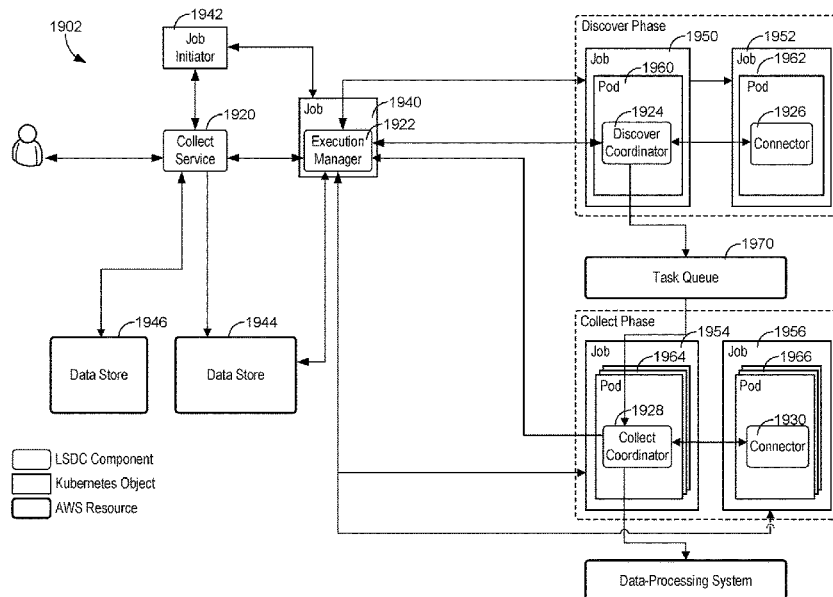 1902
1942
Job
Initiator
1920
Collect
Service
Job
1940
1922
Execution
Manager
Discover Phase
1950
Job
1960
Pod
1924
Discover
Coordinator
1952
Job
1962
Pod
1926
Connector
1970
Task Queue
Collect Phase
1954
Job
1964
Pod
1928
Collect
Coordinator
1956
Job
1966
Pod
1930
Connector
1946
Data Store
1944
Data Store
LSDC Component
Kubernetes Object
AWS Resource
Data-Processing System